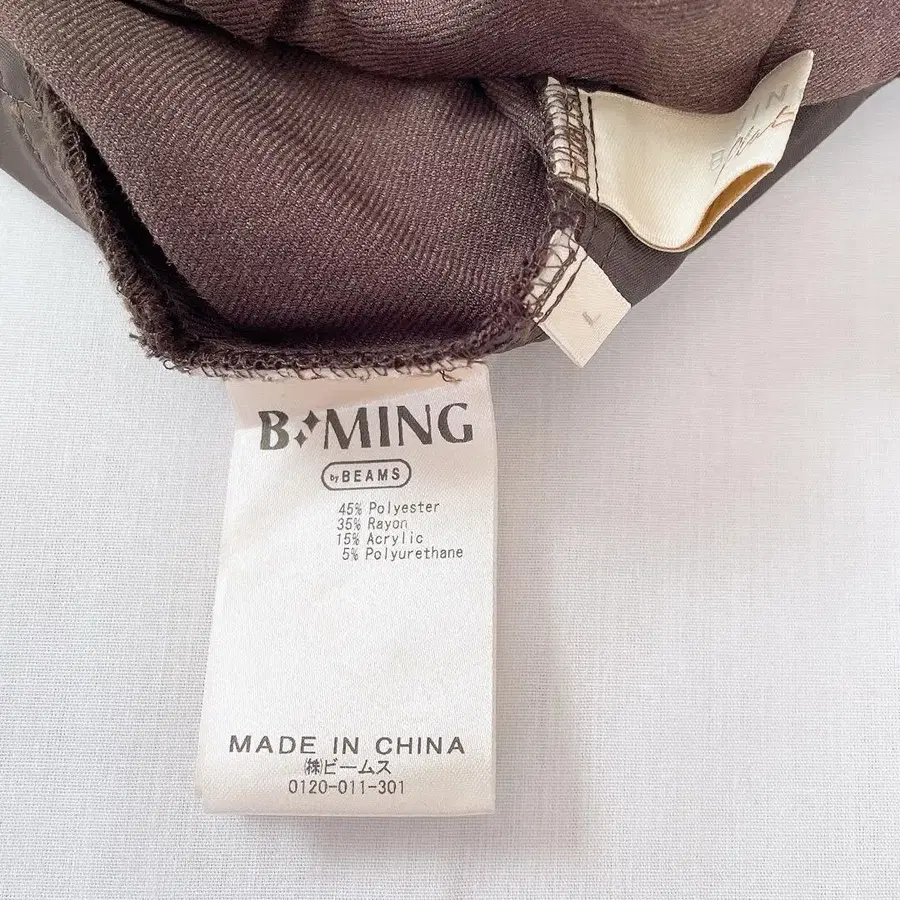 L
B MING
by BEAMS
45% Polyester
35% Rayon
15% Acrylic
5% Polyurethane
MADE IN CHINA
㈱ビームス
0120-011-301